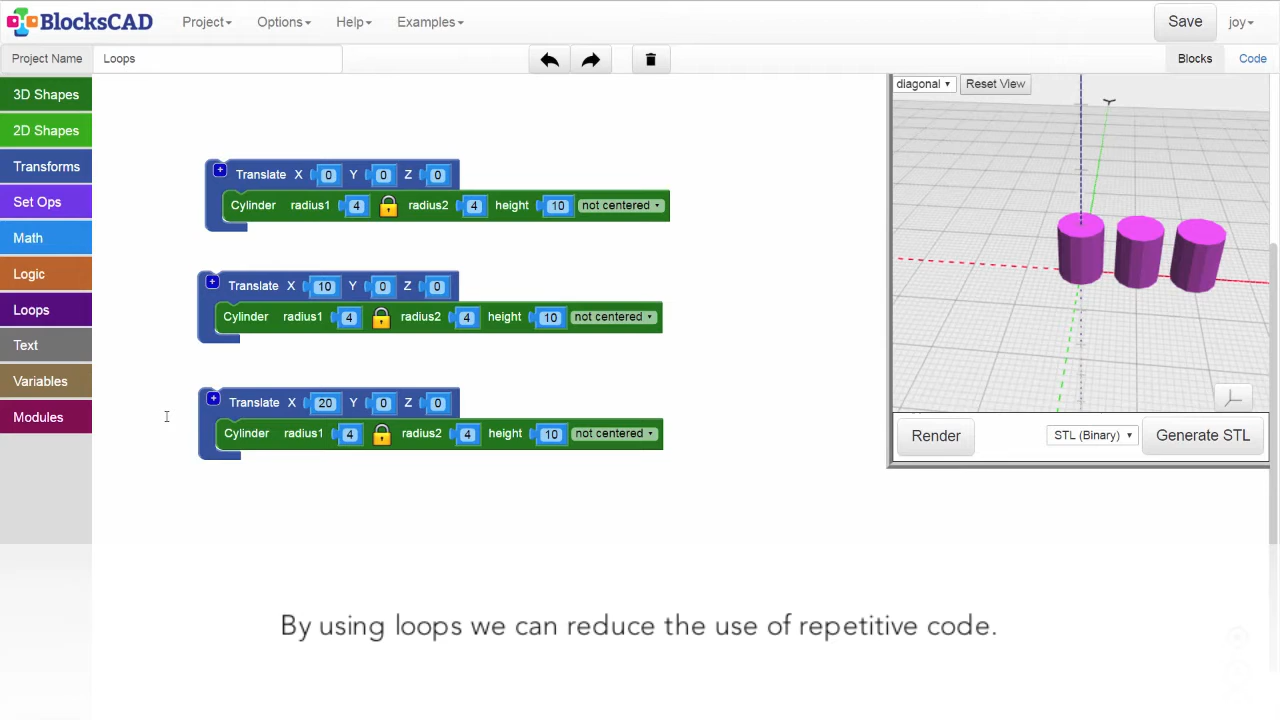 BlocksCAD Project Options Help Examples Save joy
Project Name Loops Blocks Code
3D Shapes
2D Shapes
Transforms
Set Ops
Math
Logic
Loops
Text
Variables
Modules
Translate X 0 Y 0 Z 0
Cylinder radius1 4 radius2 4 height 10 not centered
Translate X 10 Y 0 Z 0
Cylinder radius1 4 radius2 4 height 10 not centered
Translate X 20 Y 0 Z 0
Cylinder radius1 4 radius2 4 height 10 not centered
diagonal Reset View
Render STL (Binary) Generate STL
By using loops we can reduce the use of repetitive code.